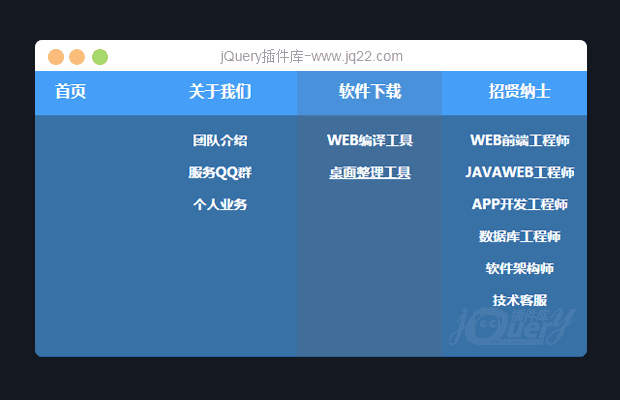 jQuery插件库-www.jq22.com
首页 关于我们 软件下载 招贤纳士
团队介绍 WEB编译工具 WEB前端工程师
服务QQ群 桌面整理工具 JAVAWEB工程师
个人业务 APP开发工程师
数据库工程师
软件架构师
技术客服
插件库
jQuery